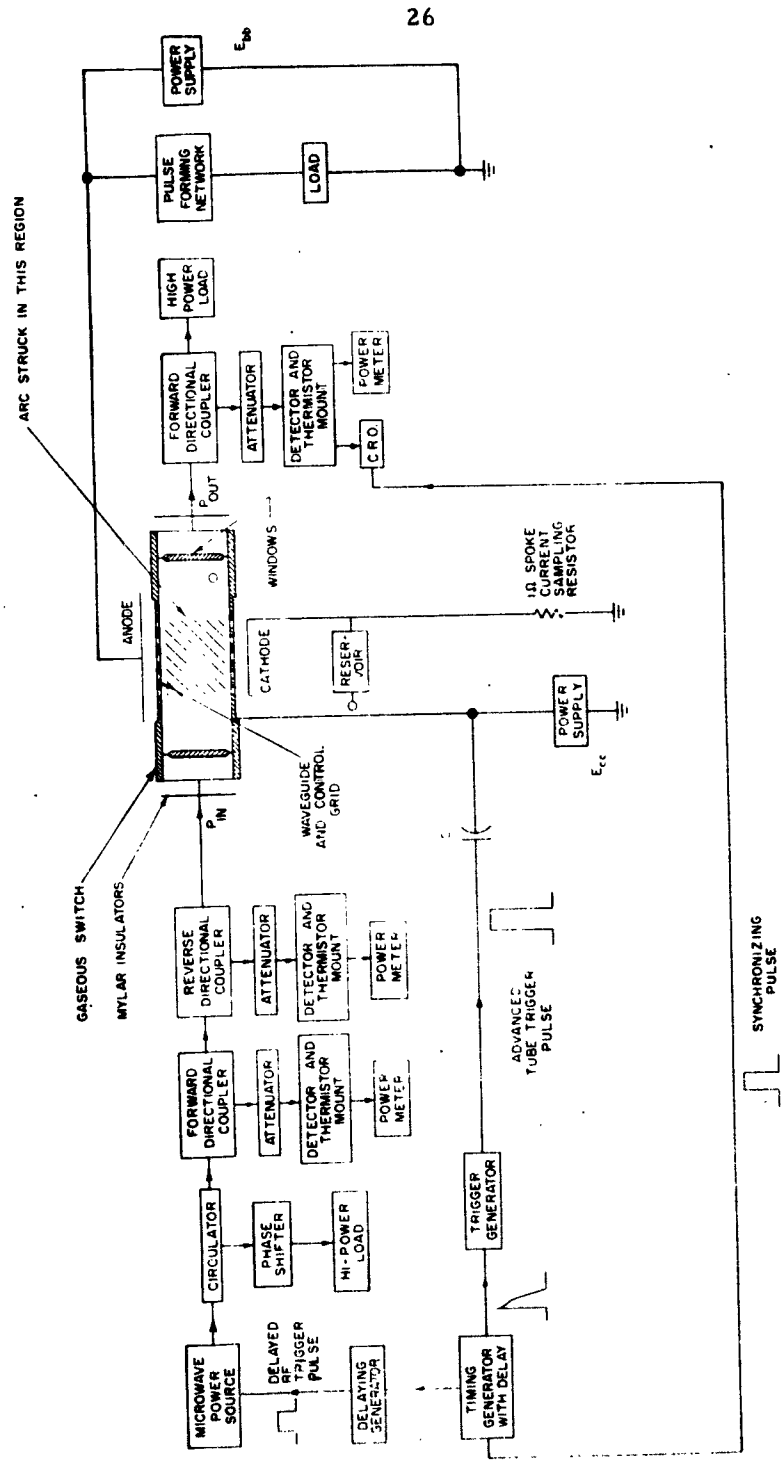 26
ARC STRUCK IN THIS REGION
GASEOUS SWITCH
MYLAR INSULATORS
MICROWAVE
POWER
SOURCE
CIRCULATOR
FORWARD
DIRECTIONAL
COUPLER
REVERSE
DIRECTIONAL
COUPLER
P IN
ANODE
P OUT
FORWARD
DIRECTIONAL
COUPLER
HIGH
POWER
LOAD
PULSE
FORMING
NETWORK
POWER
SUPPLY
E bb
LOAD
DELAYED
RF
TRIGGER
PULSE
PHASE
SHIFTER
HI-POWER
LOAD
ATTENUATOR
DETECTOR AND
THERMISTOR
MOUNT
POWER
METER
ATTENUATOR
DETECTOR AND
THERMISTOR
MOUNT
POWER
METER
WAVEGUIDE
AND CONTROL
GRID
CATHODE
WINDOWS
ATTENUATOR
DETECTOR AND
THERMISTOR
MOUNT
POWER
METER
C.R.O.
RESER-
VOIR
DELAYING
GENERATOR
TIMING
GENERATOR
WITH DELAY
TRIGGER
GENERATOR
ADVANCED
TUBE TRIGGER
PULSE
C
E cc
POWER
SUPPLY
1Ω SPOKE
CURRENT
SAMPLING
RESISTOR
SYNCHRONIZING
PULSE